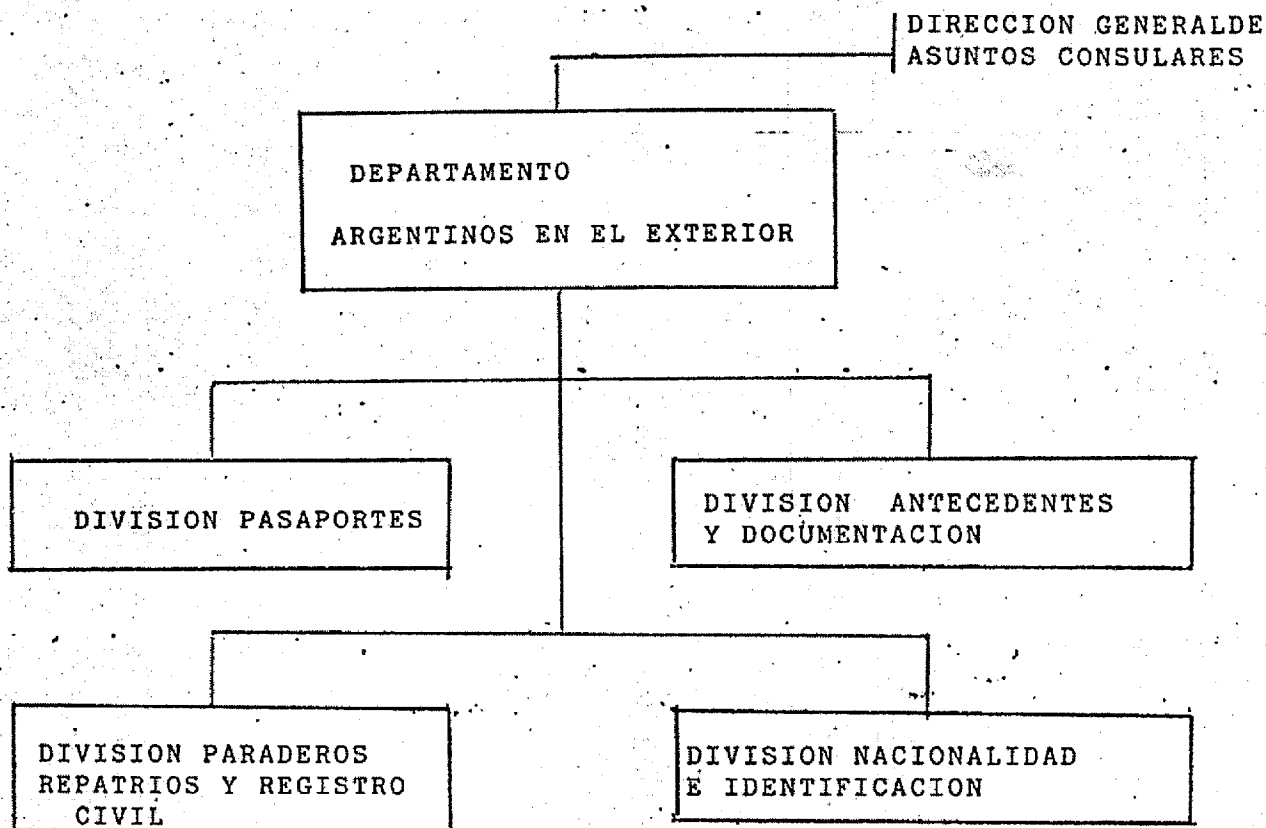 DIRECCION GENERALDE
ASUNTOS CONSULARES
DEPARTAMENTO
ARGENTINOS EN EL EXTERIOR
DIVISION PASAPORTES
DIVISION ANTECEDENTES
Y DOCUMENTACION
DIVISION PARADEROS
REPATRIOS Y REGISTRO
CIVIL
DIVISION NACIONALIDAD
E IDENTIFICACION